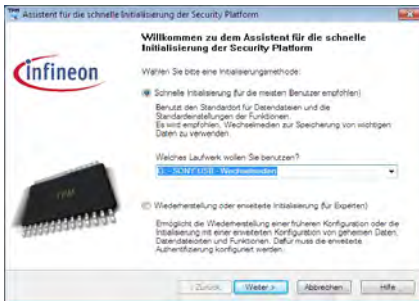 Assistent für die schnelle Initialisierung der Security Platform
Willkommen zu dem Assistent für die schnelle
Initialisierung der Security Platform
infineon
Wählen Sie bitte eine Initialisierungsmethode:
Schnelle Initialisierung (für die meisten Benutzer empfohlen)
Benutzt den Standardort für Datendateien und die
Standardeinstellungen der Funktionen.
Es wird empfohlen, Wechselmedien zur Speicherung von wichtigen
Daten zu verwenden.
Welches Laufwerk wollen Sie benutzen?
SONY USB - Wechselmedien
TPM
Wiederherstellung oder erweiterte Initialisierung (für Experten)
Ermöglicht die Wiederherstellung einer früheren Konfiguration oder die
Initialisierung mit einer erweiterten Konfiguration von geheimen Daten,
Datendateiorten und Funktionen. Dafür muss die erweiterte
Authentifizierung konfiguriert werden.
< Zurück
Weiter >
Abbrechen
Hilfe